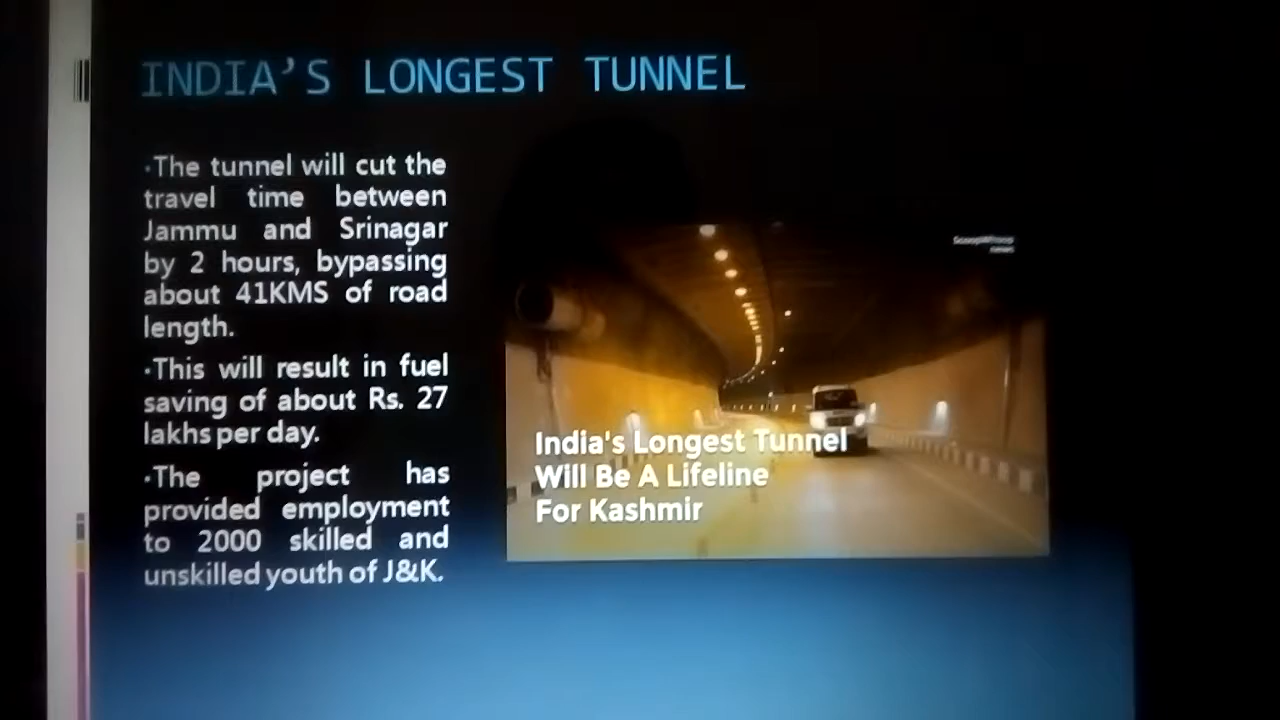 INDIA’S LONGEST TUNNEL
•The tunnel will cut the
travel time between
Jammu and Srinagar
by 2 hours, bypassing
about 41KMS of road
length.
•This will result in fuel
saving of about Rs. 27
lakhs per day.
•The project has
provided employment
to 2000 skilled and
unskilled youth of J&K.
ScoopWhoop
news
India's Longest Tunnel
Will Be A Lifeline
For Kashmir